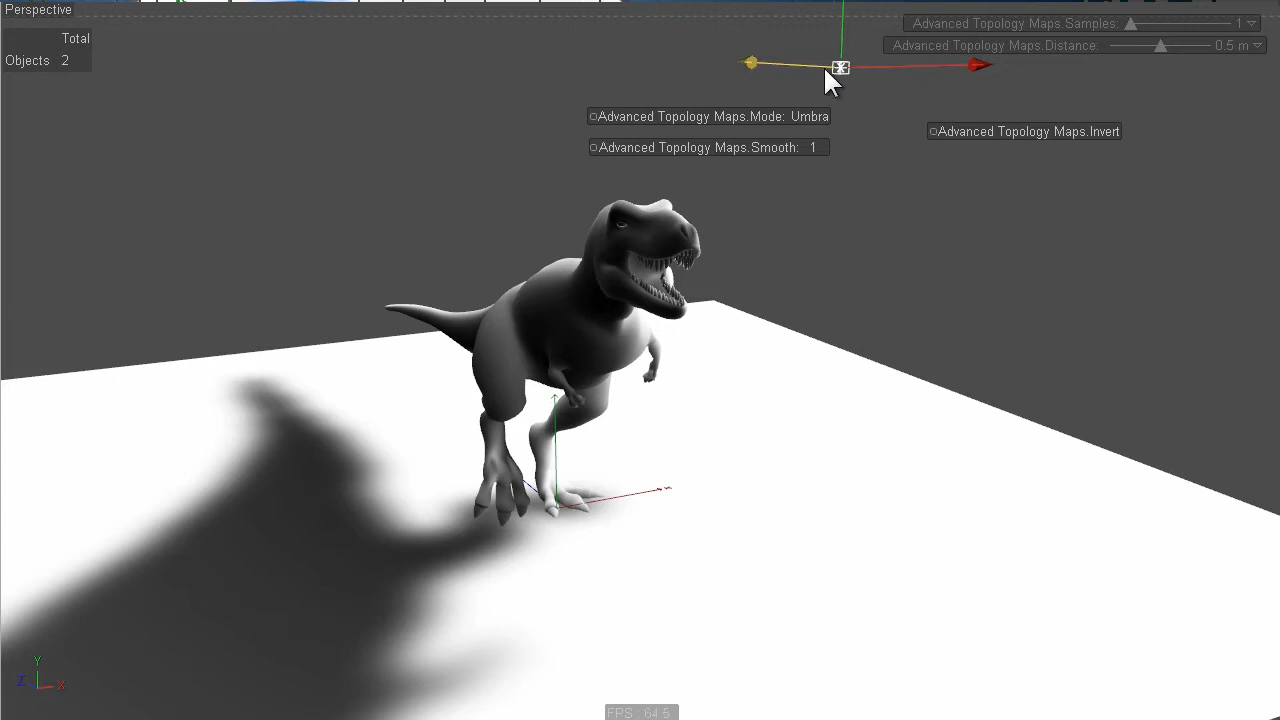 Perspective
Total
Objects 2
Advanced Topology Maps.Samples: 1
Advanced Topology Maps.Distance: 0.5 m
Advanced Topology Maps.Mode: Umbra
Advanced Topology Maps.Invert
Advanced Topology Maps.Smooth: 1
Y
Z X
FPS : 64.5